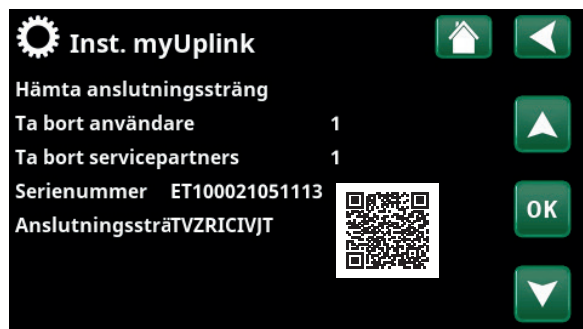 Inst. myUplink
Hämta anslutningssträng
Ta bort användare 1
Ta bort servicepartners 1
Serienummer ET100021051113
AnslutningssträTVZRICIVJT
OK